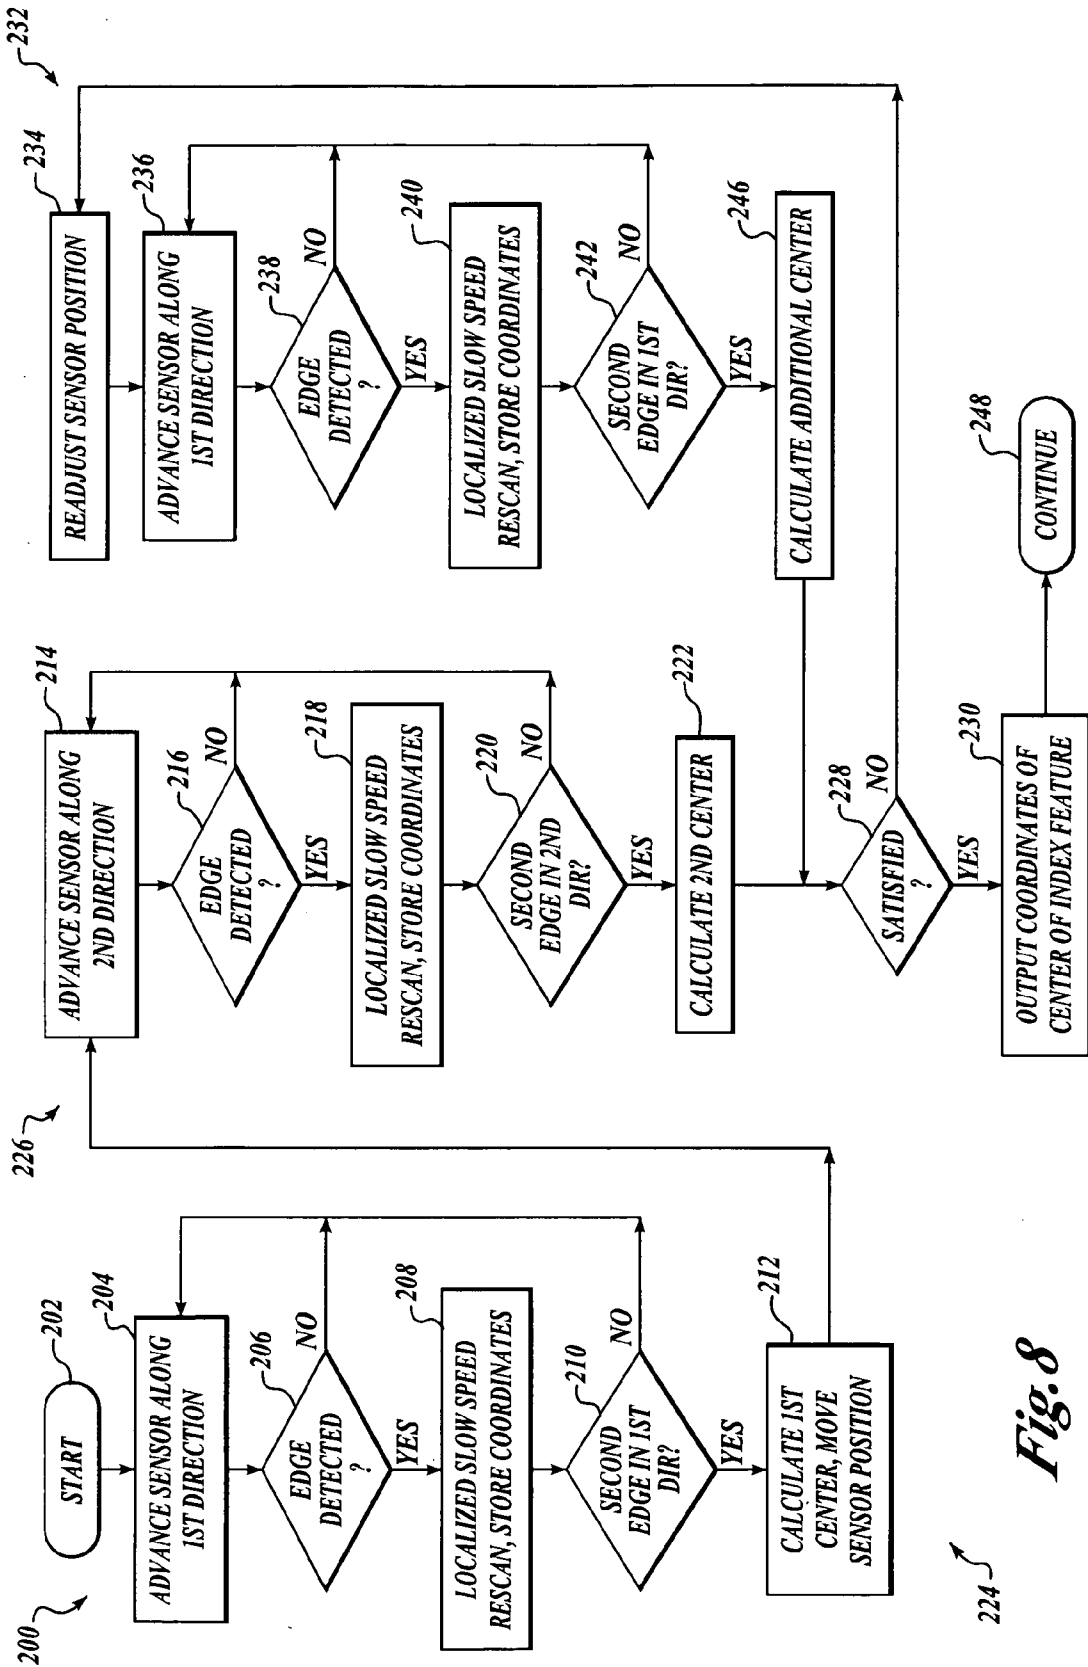 200
202
START
204
ADVANCE SENSOR ALONG
1ST DIRECTION
206
EDGE
DETECTED
?
NO
YES
208
LOCALIZED SLOW SPEED
RESCAN, STORE COORDINATES
210
SECOND
EDGE IN 1ST
DIR?
NO
YES
212
CALCULATE 1ST
CENTER, MOVE
SENSOR POSITION
224
226
214
ADVANCE SENSOR ALONG
2ND DIRECTION
216
EDGE
DETECTED
?
NO
YES
218
LOCALIZED SLOW SPEED
RESCAN, STORE COORDINATES
220
SECOND
EDGE IN 2ND
DIR?
NO
YES
222
CALCULATE 2ND CENTER
228
SATISFIED
?
NO
YES
230
OUTPUT COORDINATES OF
CENTER OF INDEX FEATURE
248
CONTINUE
232
234
READJUST SENSOR POSITION
236
ADVANCE SENSOR ALONG
1ST DIRECTION
238
EDGE
DETECTED
?
NO
YES
240
LOCALIZED SLOW SPEED
RESCAN, STORE COORDINATES
242
SECOND
EDGE IN 1ST
DIR?
NO
YES
246
CALCULATE ADDITIONAL CENTER
Fig.8